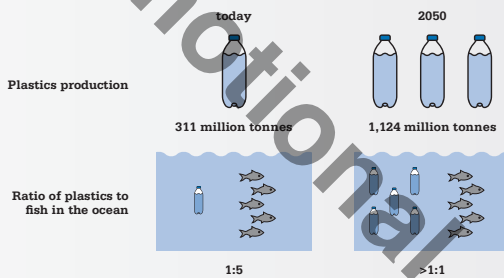 today 2050
Plastics production
311 million tonnes 1,124 million tonnes
Ratio of plastics to
fish in the ocean
1:5 >1:1